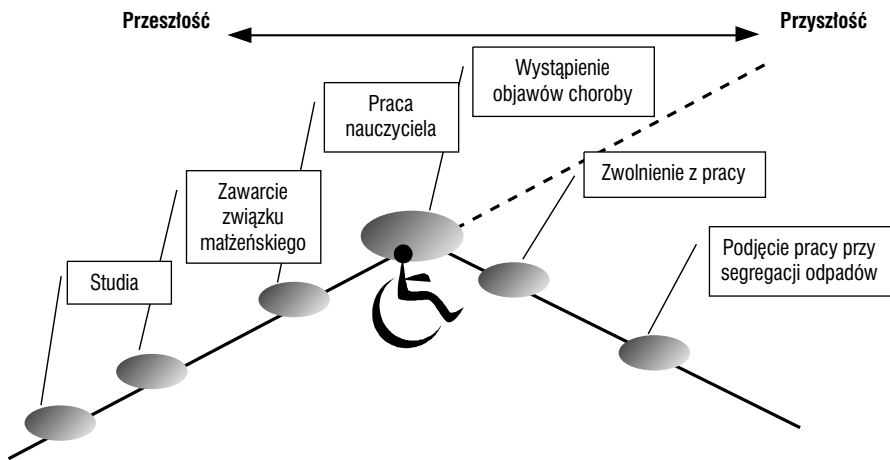 Przeszłość
Przyszłość
Wystąpienie
objawów choroby
Praca
nauczyciela
Zwolnienie z pracy
Zawarcie
związku
małżeńskiego
Podjęcie pracy przy
segregacji odpadów
Studia